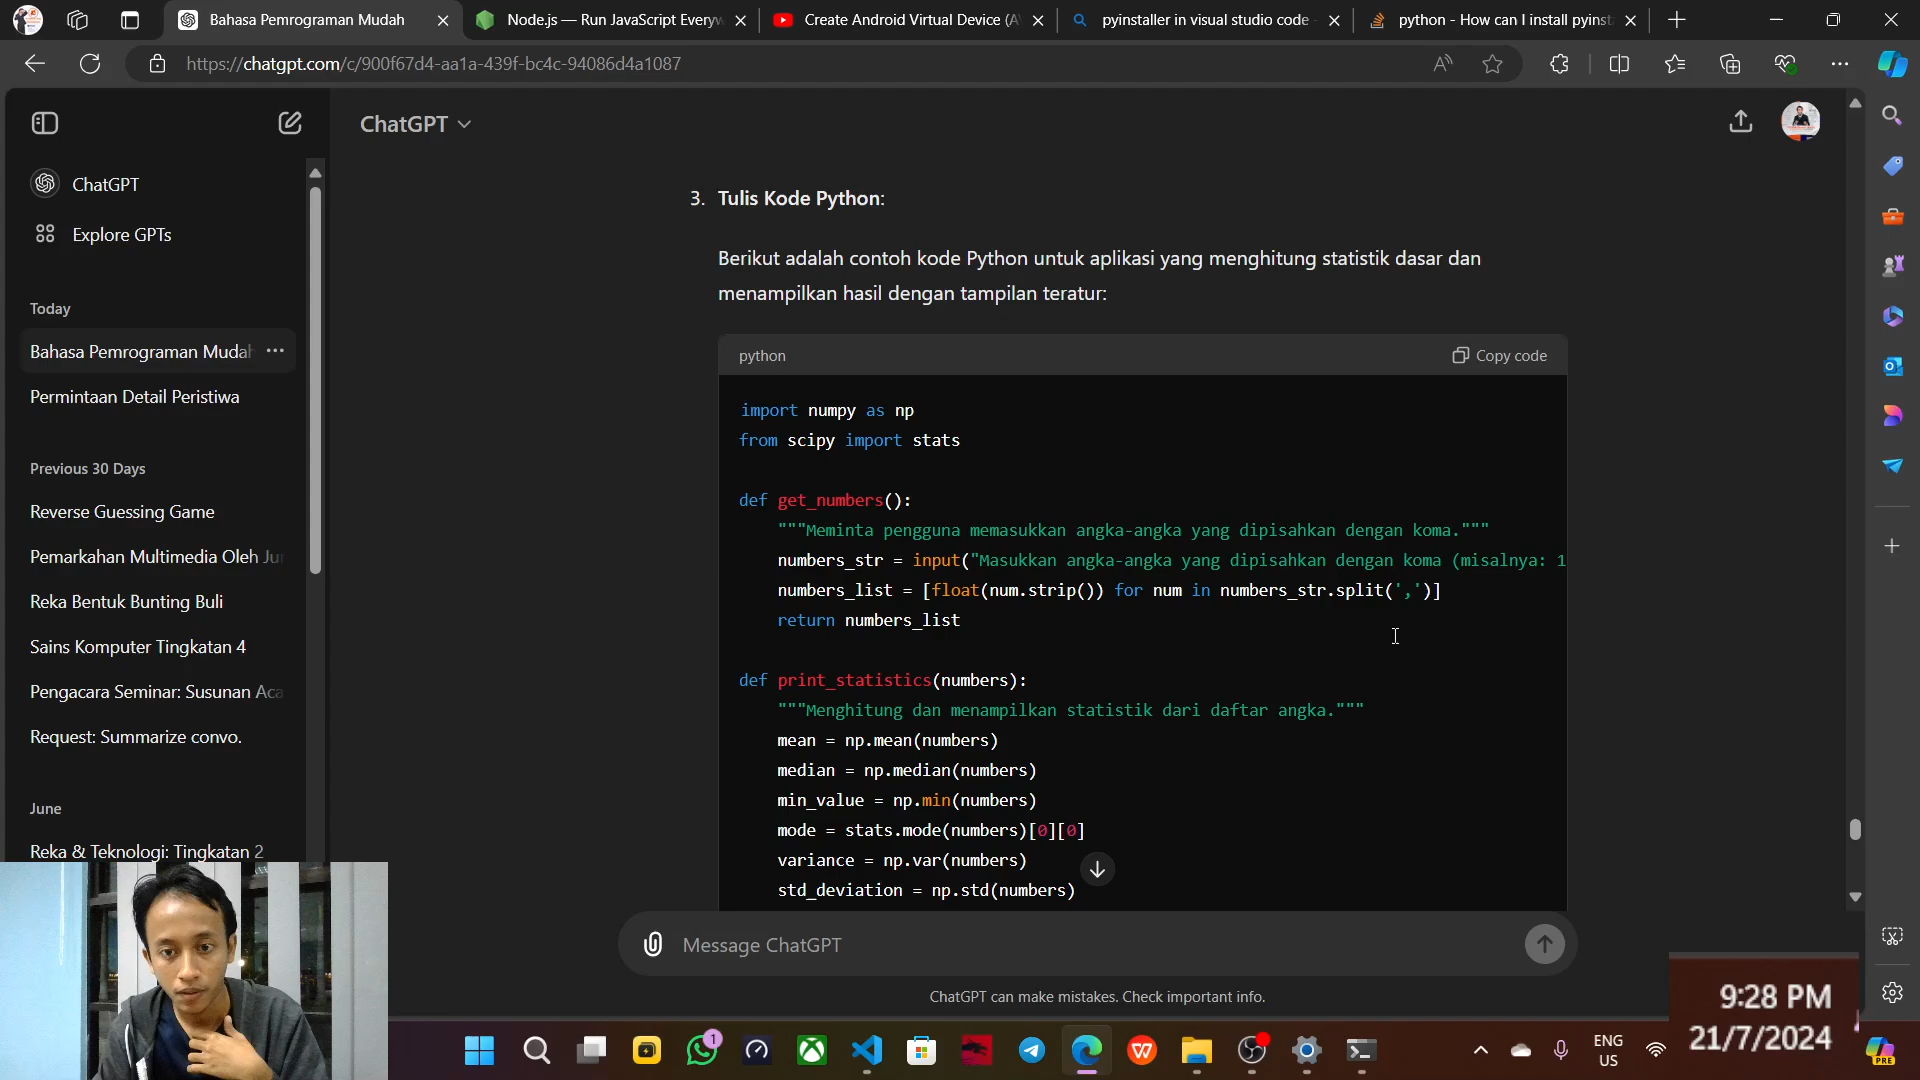 Bahasa Pemrograman Mudah
Node.js — Run JavaScript Everyw
Create Android Virtual Device (A
pyinstaller in visual studio code
python - How can I install pyinst
https://chatgpt.com/c/900f67d4-aa1a-439f-bc4c-94086d4a1087
ChatGPT
ChatGPT
Explore GPTs
Today
Bahasa Pemrograman Mudah
Permintaan Detail Peristiwa
Previous 30 Days
Reverse Guessing Game
Pemarkahan Multimedia Oleh Jur
Reka Bentuk Bunting Buli
Sains Komputer Tingkatan 4
Pengacara Seminar: Susunan Aca
Request: Summarize convo.
June
Reka & Teknologi: Tingkatan 2
3. Tulis Kode Python:
Berikut adalah contoh kode Python untuk aplikasi yang menghitung statistik dasar dan
menampilkan hasil dengan tampilan teratur:
python
Copy code
import numpy as np
from scipy import stats
def get_numbers():
"""Meminta pengguna memasukkan angka-angka yang dipisahkan dengan koma."""
numbers_str = input("Masukkan angka-angka yang dipisahkan dengan koma (misalnya: 1
numbers_list = [float(num.strip()) for num in numbers_str.split(',')]
return numbers_list
def print_statistics(numbers):
"""Menghitung dan menampilkan statistik dari daftar angka."""
mean = np.mean(numbers)
median = np.median(numbers)
min_value = np.min(numbers)
mode = stats.mode(numbers)[0][0]
variance = np.var(numbers)
std_deviation = np.std(numbers)
Message ChatGPT
ChatGPT can make mistakes. Check important info.
1
ENG
US
9:28 PM
21/7/2024
PRE